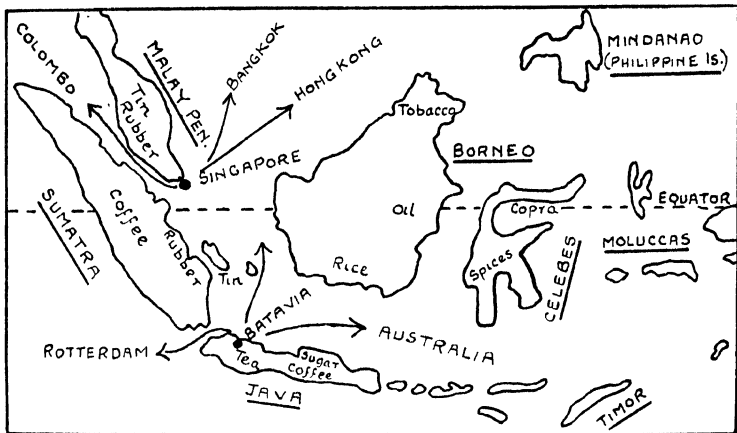 COLOMBO
MALAY PEN.
Tin
Rubber
BANGKOK
HONGKONG
SINGAPORE
MINDANAO
(PHILIPPINE Is.)
Tobacco
BORNEO
Oil
Rice
SUMATRA
Coffee
Rubber
Tin
Copra
Spices
CELEBES
EQUATOR
MOLUCCAS
BATAVIA
ROTTERDAM
AUSTRALIA
Tea
Sugar
Coffee
JAVA
TIMOR